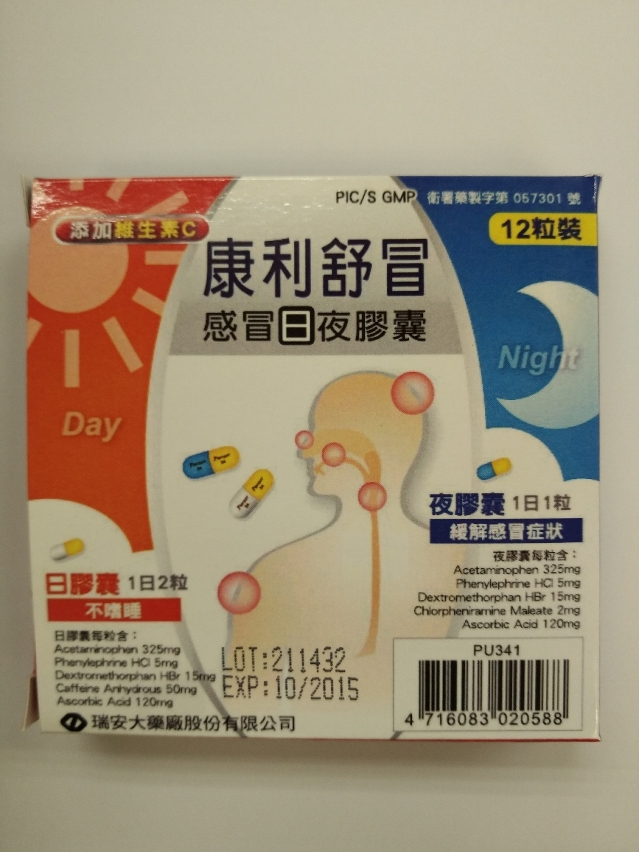 PIC/S GMP 衛署藥製字第 057301 號
添加維生素C
12粒裝
康利舒冒
感冒日夜膠囊
Day
Night
夜膠囊 1日1粒
緩解感冒症狀
夜膠囊每粒含：
Acetaminophen 325mg
Phenylephrine HCl 5mg
Dextromethorphan HBr 15mg
Chlorpheniramine Maleate 2mg
Ascorbic Acid 120mg
日膠囊 1日2粒
不嗜睡
日膠囊每粒含：
Acetaminophen 325mg
Phenylephrine HCl 5mg
Dextromethorphan HBr 15mg
Caffeine Anhydrous 50mg
Ascorbic Acid 120mg
LOT:211432
EXP:10/2015
PU341
4 716083 020588
瑞安大藥廠股份有限公司